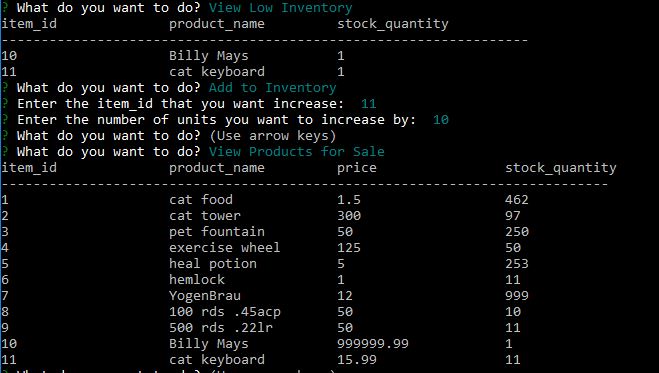 ? What do you want to do? View Low Inventory
item_id product_name stock_quantity
------------------------------------------------------------------
10 Billy Mays 1
11 cat keyboard 1
? What do you want to do? Add to Inventory
? Enter the item_id that you want increase: 11
? Enter the number of units you want to increase by: 10
? What do you want to do? (Use arrow keys)
? What do you want to do? View Products for Sale
item_id product_name price stock_quantity
----------------------------------------------------------------------------
1 cat food 1.5 462
2 cat tower 300 97
3 pet fountain 50 250
4 exercise wheel 125 50
5 heal potion 5 253
6 hemlock 1 11
7 YogenBrau 12 999
8 100 rds .45acp 50 10
9 500 rds .22lr 50 11
10 Billy Mays 999999.99 1
11 cat keyboard 15.99 11